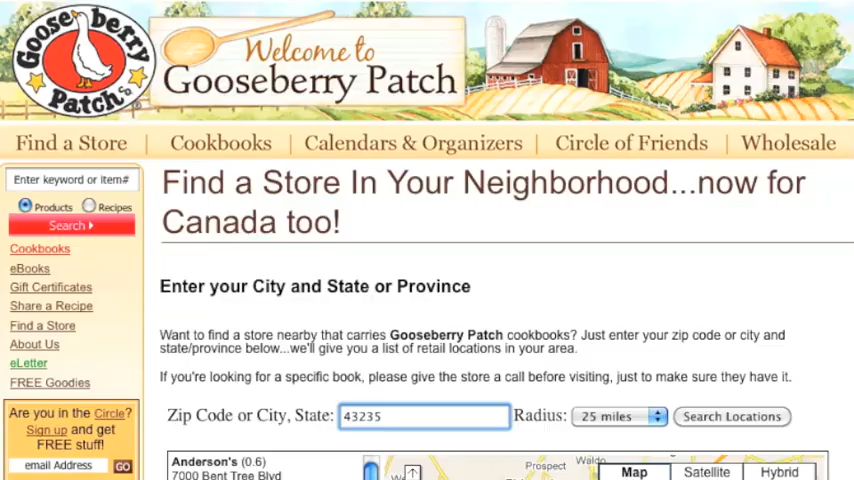 Gooseberry Patch
Welcome to
Gooseberry Patch
Find a Store | Cookbooks | Calendars & Organizers | Circle of Friends | Wholesale
Enter keyword or item#
Products Recipes
Search
Cookbooks
eBooks
Gift Certificates
Share a Recipe
Find a Store
About Us
eLetter
FREE Goodies
Are you in the Circle?
Sign up and get
FREE stuff!
email Address GO
Find a Store In Your Neighborhood...now for
Canada too!
Enter your City and State or Province
Want to find a store nearby that carries Gooseberry Patch cookbooks? Just enter your zip code or city and
state/province below...we'll give you a list of retail locations in your area.
If you're looking for a specific book, please give the store a call before visiting, just to make sure they have it.
Zip Code or City, State: 43235 Radius: 25 miles Search Locations
Anderson's (0.6)
7000 Bent Tree Blvd
Prospect
Waldo
Map Satellite Hybrid